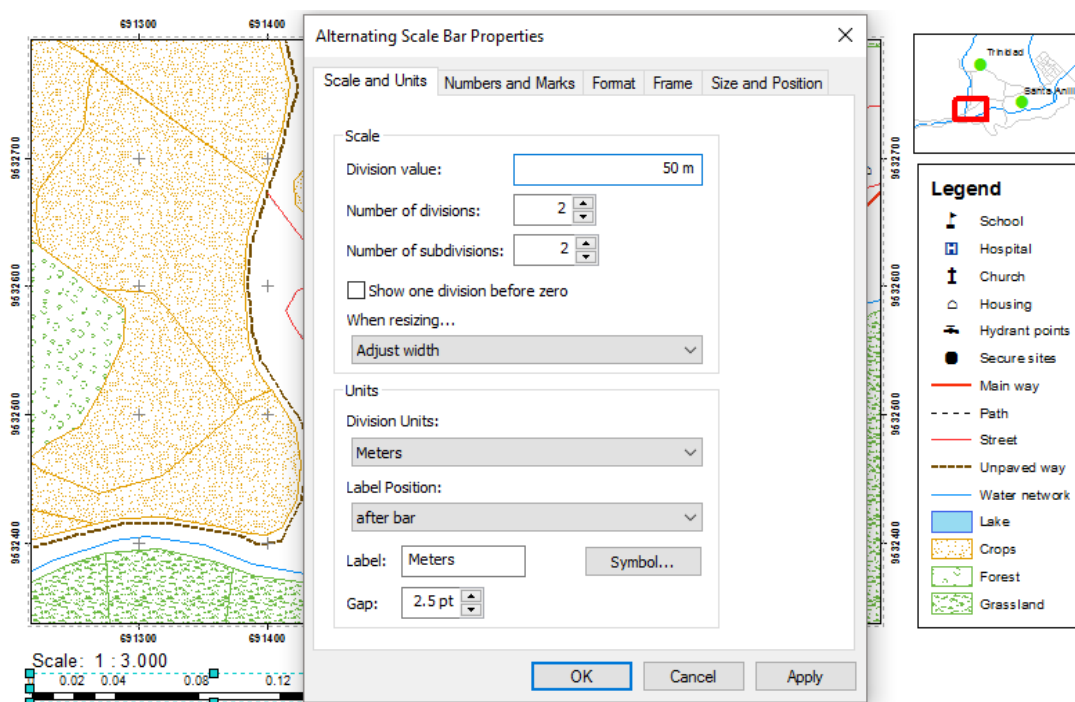 691300 691400
Alternating Scale Bar Properties
Scale and Units Numbers and Marks Format Frame Size and Position
Scale
Division value: 50 m
Number of divisions: 2
Number of subdivisions: 2
Show one division before zero
When resizing...
Adjust width
Units
Division Units:
Meters
Label Position:
after bar
Label: Meters Symbol...
Gap: 2.5 pt
OK Cancel Apply
9632700
9632600
9632600
9632400
9632700
9632600
9632600
9632400
691300 691400
Scale: 1 : 3.000
0.02 0.04 0.08 0.12
Trinidad
Legend
School
Hospital
Church
Housing
Hydrant points
Secure sites
Main way
Path
Street
Unpaved way
Water network
Lake
Crops
Forest
Grassland